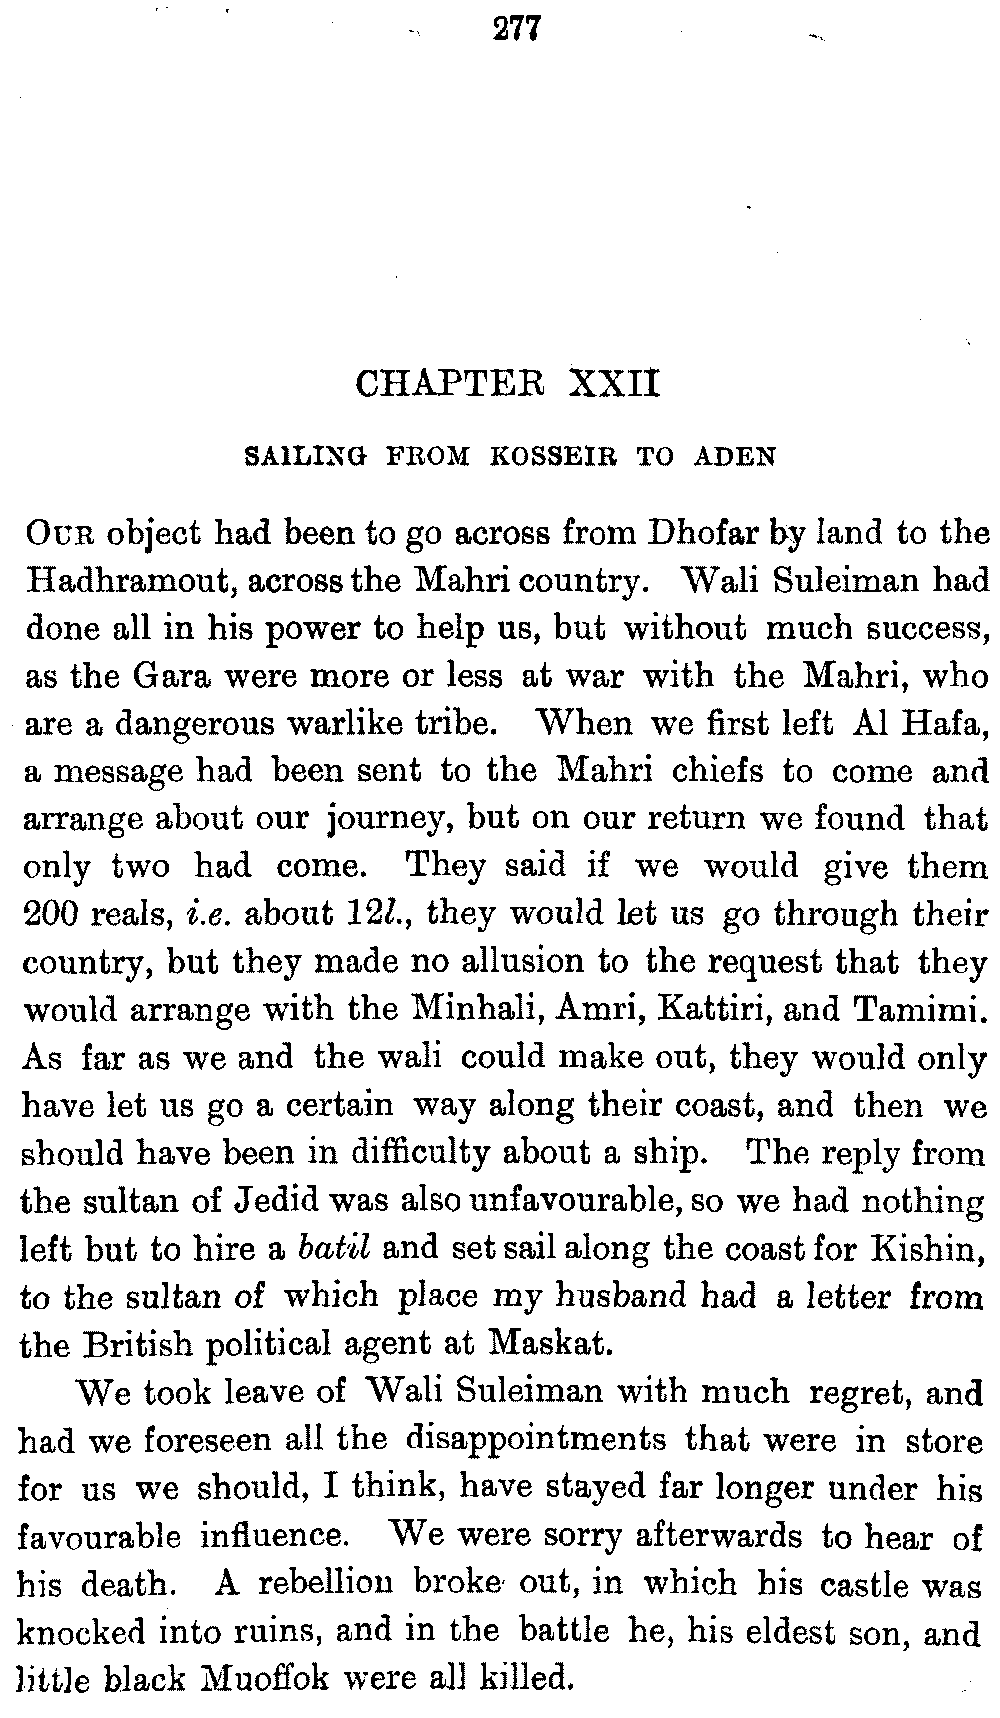 277
CHAPTER XXII
SAILING FROM KOSSEIR TO ADEN
OUR object had been to go across from Dhofar by land to the
Hadhramout, across the Mahri country. Wali Suleiman had
done all in his power to help us, but without much success,
as the Gara were more or less at war with the Mahri, who
are a dangerous warlike tribe. When we first left Al Hafa,
a message had been sent to the Mahri chiefs to come and
arrange about our journey, but on our return we found that
only two had come. They said if we would give them
200 reals, i.e. about 12l., they would let us go through their
country, but they made no allusion to the request that they
would arrange with the Minhali, Amri, Kattiri, and Tamimi.
As far as we and the wali could make out, they would only
have let us go a certain way along their coast, and then we
should have been in difficulty about a ship. The reply from
the sultan of Jedid was also unfavourable, so we had nothing
left but to hire a batil and set sail along the coast for Kishin,
to the sultan of which place my husband had a letter from
the British political agent at Maskat.
We took leave of Wali Suleiman with much regret, and
had we foreseen all the disappointments that were in store
for us we should, I think, have stayed far longer under his
favourable influence. We were sorry afterwards to hear of
his death. A rebellion broke out, in which his castle was
knocked into ruins, and in the battle he, his eldest son, and
little black Muoffok were all killed.